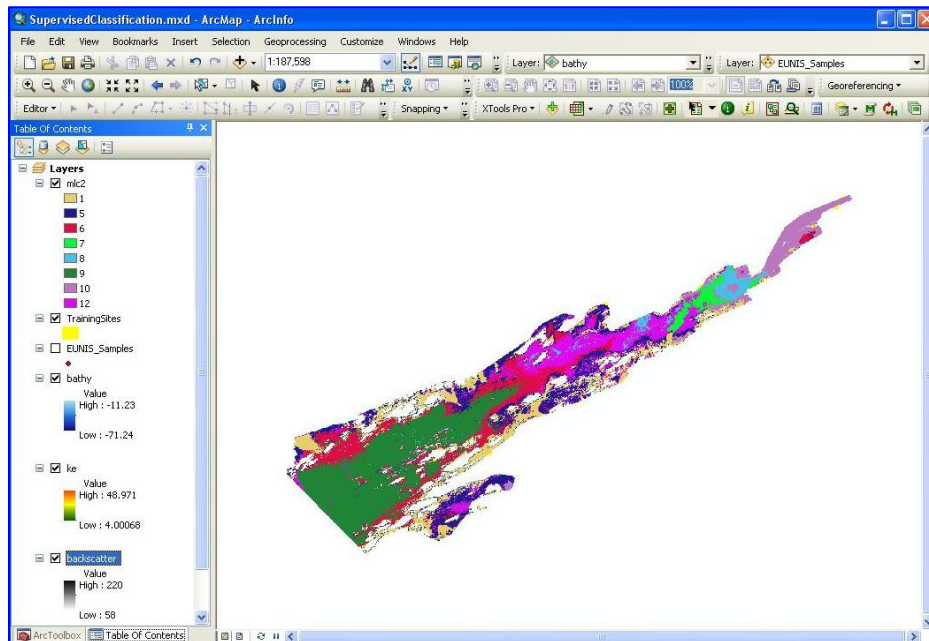 SupervisedClassification.mxd - ArcMap - ArcInfo
File Edit View Bookmarks Insert Selection Geoprocessing Customize Windows Help
1:187,598 Layer: bathy Layer: EUNIS_Samples
100% Georeferencing
Editor Snapping XTools Pro
Table Of Contents
Layers
mlc2
1
5
6
7
8
9
10
12
TrainingSites
EUNIS_Samples
bathy
Value
High : -11.23
Low : -71.24
ke
Value
High : 48.971
Low : 4.00068
backscatter
Value
High : 220
Low : 58
ArcToolbox Table Of Contents